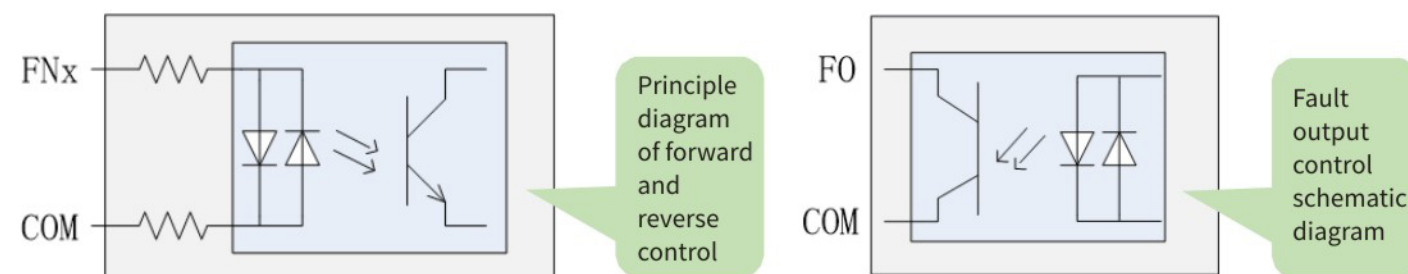 FNx
COM
Principle
diagram
of forward
and
reverse
control
FO
COM
Fault
output
control
schematic
diagram